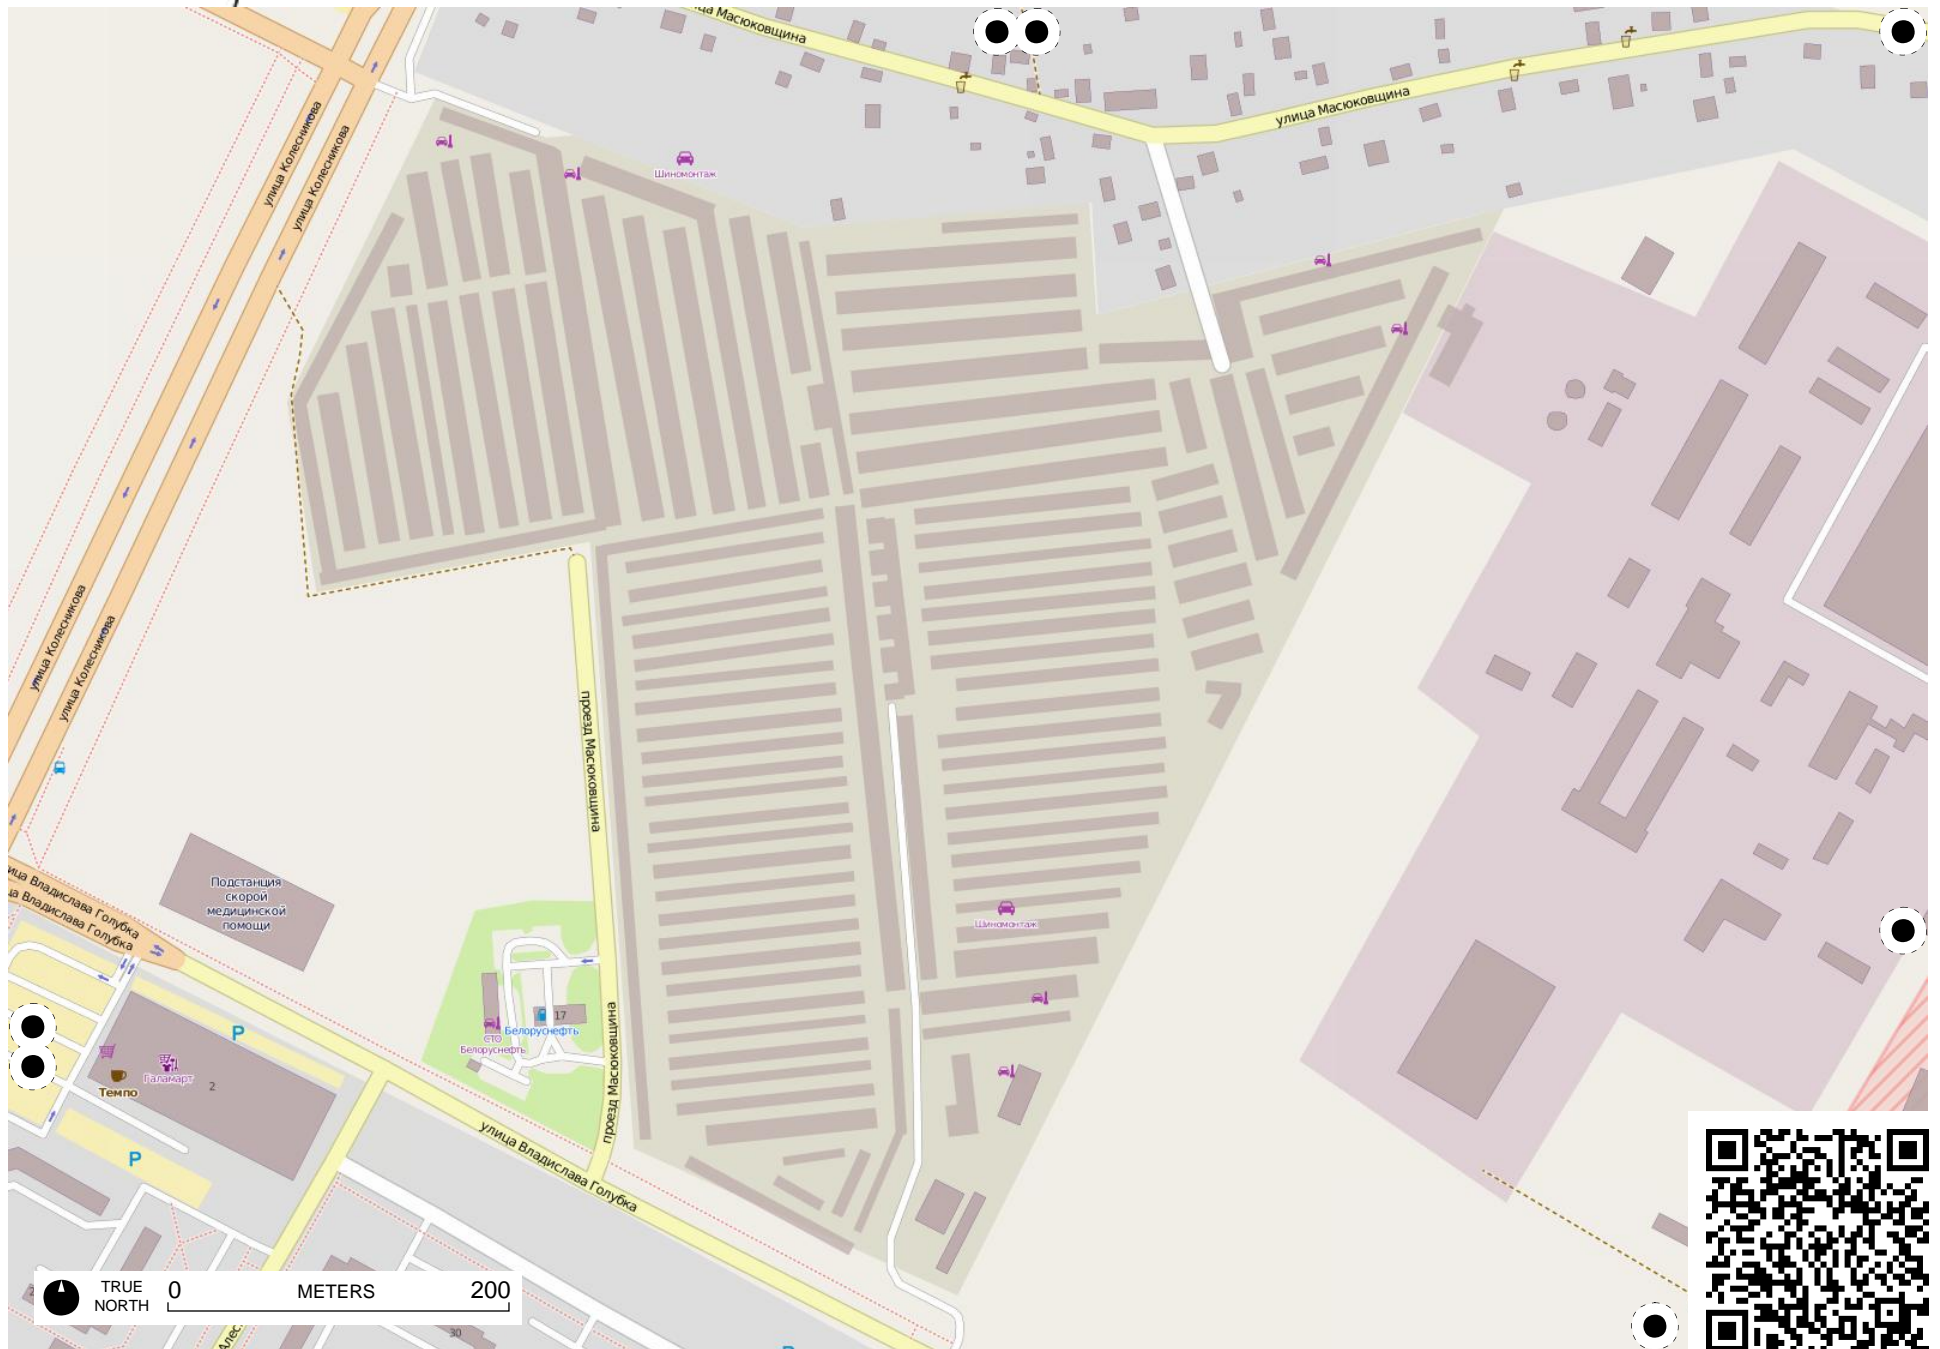 улица Масюковщина
улица Масюковщина
улица Колесникова
улица Колесникова
Шиномонтаж
улица Колесникова
улица Колесникова
проезд Масюковщина
Подстанция
скорой
медицинской
помощи
улица Владислава Голубка
улица Владислава Голубка
Шиномонтаж
17
Белоруснефть
СТО
Белоруснефть
проезд Масюковщина
P
Галамарт
2
Темпо
P
улица Владислава Голубка
TRUE
NORTH
0
METERS
200
30